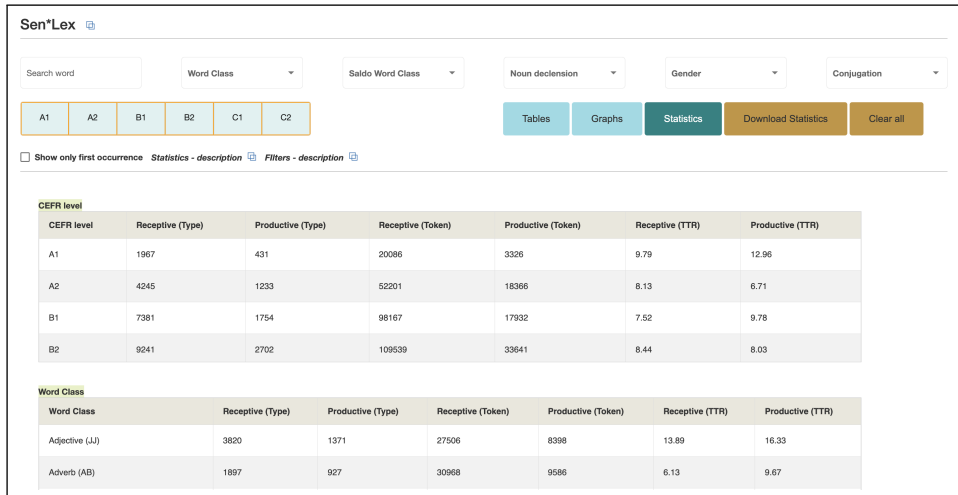 Sen*Lex
Search word Word Class Saldo Word Class Noun declension Gender Conjugation
A1 A2 B1 B2 C1 C2 Tables Graphs Statistics Download Statistics Clear all
Show only first occurrence Statistics - description Filters - description
CEFR level
CEFR level Receptive (Type) Productive (Type) Receptive (Token) Productive (Token) Receptive (TTR) Productive (TTR)
A1 1967 431 20086 3326 9.79 12.96
A2 4245 1233 52201 18366 8.13 6.71
B1 7381 1754 98167 17932 7.52 9.78
B2 9241 2702 109539 33641 8.44 8.03
Word Class
Word Class Receptive (Type) Productive (Type) Receptive (Token) Productive (Token) Receptive (TTR) Productive (TTR)
Adjective (JJ) 3820 1371 27506 8398 13.89 16.33
Adverb (AB) 1897 927 30968 9586 6.13 9.67